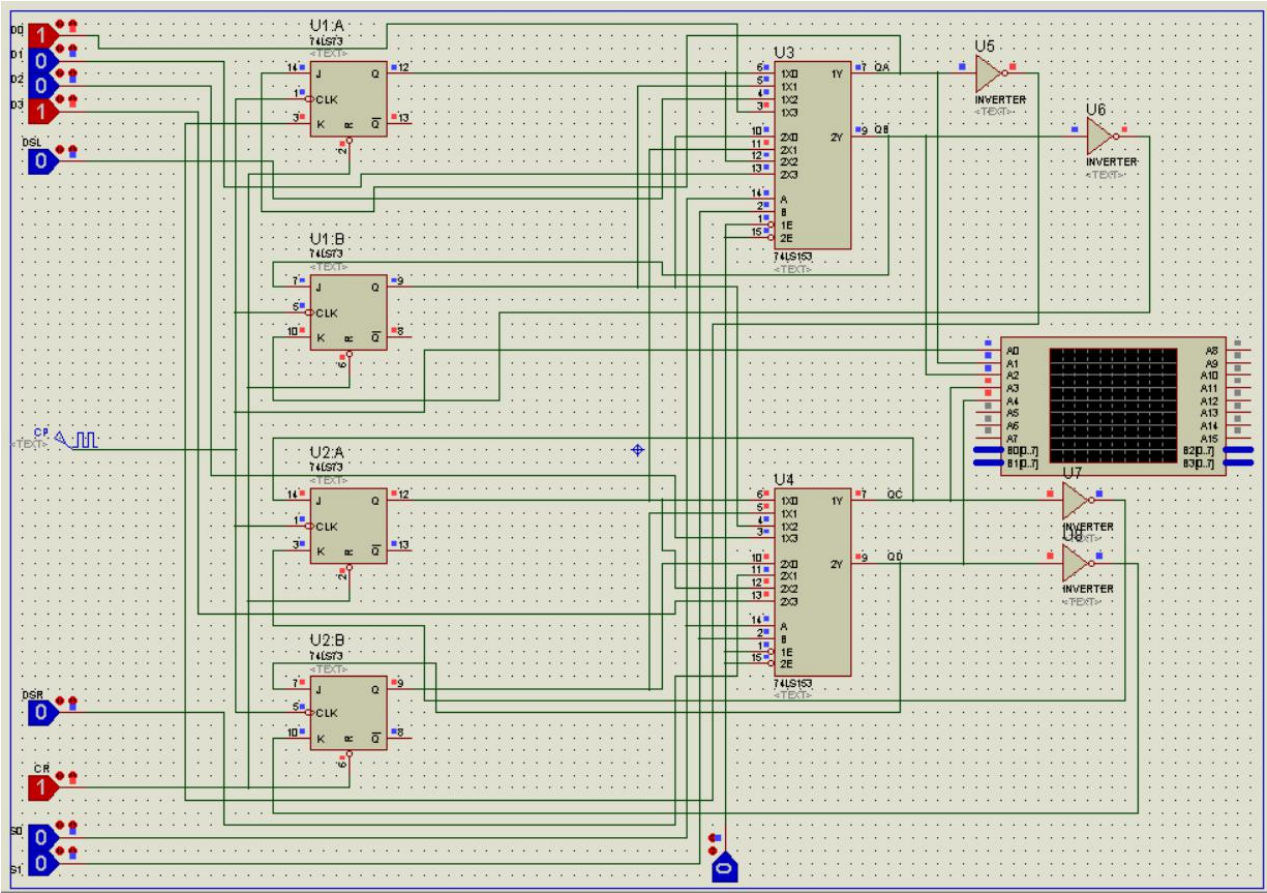 D0 1
D1 0
D2 0
D3 1
DSL 0
U1:A
74LS73
<TEXT>
14 J Q 12
1 CLK
3 K R Q 13
2
U1:B
74LS73
<TEXT>
7 J Q 9
5 CLK
10 K R Q 8
6
CP
<TEXT>
U2:A
74LS73
<TEXT>
14 J Q 12
1 CLK
3 K R Q 13
2
U2:B
74LS73
<TEXT>
7 J Q 9
5 CLK
10 K R Q 8
6
DSR 0
CR 1
S0 0
S1 0
0
U3
6 1X0 1Y 7 QA
5 1X1
4 1X2
3 1X3
10 2X0 2Y 9 QB
11 2X1
12 2X2
13 2X3
14 A
2 B
1 1E
15 2E
74LS153
<TEXT>
U5
INVERTER
<TEXT>
U6
INVERTER
<TEXT>
A0 A8
A1 A9
A2 A10
A3 A11
A4 A12
A5 A13
A6 A14
A7 A15
B0[0..7] B2[0..7]
B1[0..7] B3[0..7]
U4
6 1X0 1Y 7 QC
5 1X1
4 1X2
3 1X3
10 2X0 2Y 9 QD
11 2X1
12 2X2
13 2X3
14 A
2 B
1 1E
15 2E
74LS153
<TEXT>
U7
INVERTER
<TEXT>
U8
INVERTER
<TEXT>